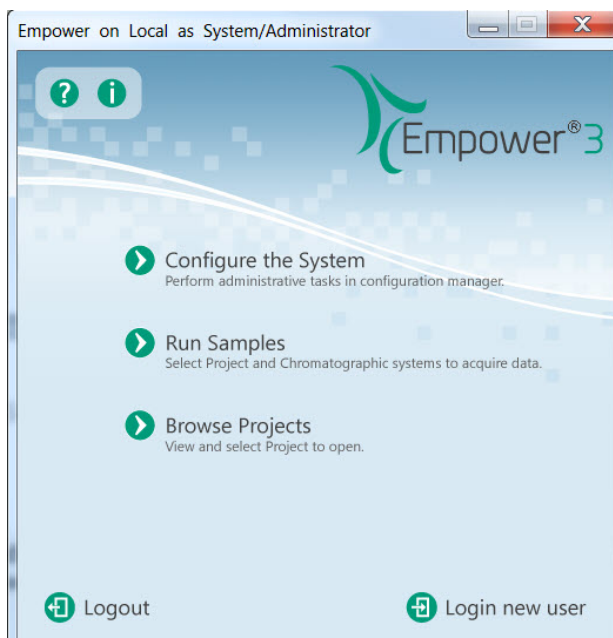 Empower on Local as System/Administrator
? i
Empower®3
Configure the System
Perform administrative tasks in configuration manager.
Run Samples
Select Project and Chromatographic systems to acquire data.
Browse Projects
View and select Project to open.
Logout
Login new user